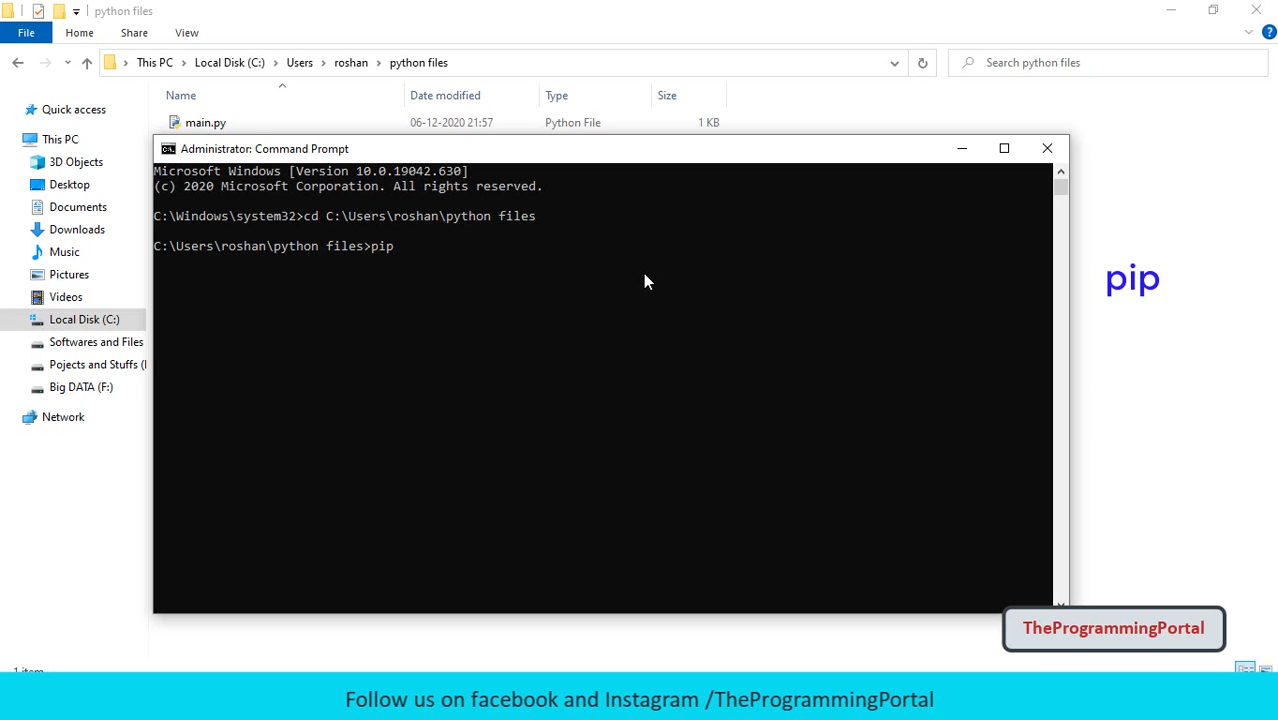 python files
File Home Share View
This PC Local Disk (C:) Users roshan python files Search python files
Name Date modified Type Size
main.py 06-12-2020 21:57 Python File 1 KB
Quick access
This PC
3D Objects
Desktop
Documents
Downloads
Music
Pictures
Videos
Local Disk (C:)
Softwares and Files
Pojects and Stuffs (
Big DATA (F:)
Network
Administrator: Command Prompt
Microsoft Windows [Version 10.0.19042.630]
(c) 2020 Microsoft Corporation. All rights reserved.
C:\Windows\system32>cd C:\Users\roshan\python files
C:\Users\roshan\python files>pip
pip
TheProgrammingPortal
1 item
Follow us on facebook and Instagram /TheProgrammingPortal